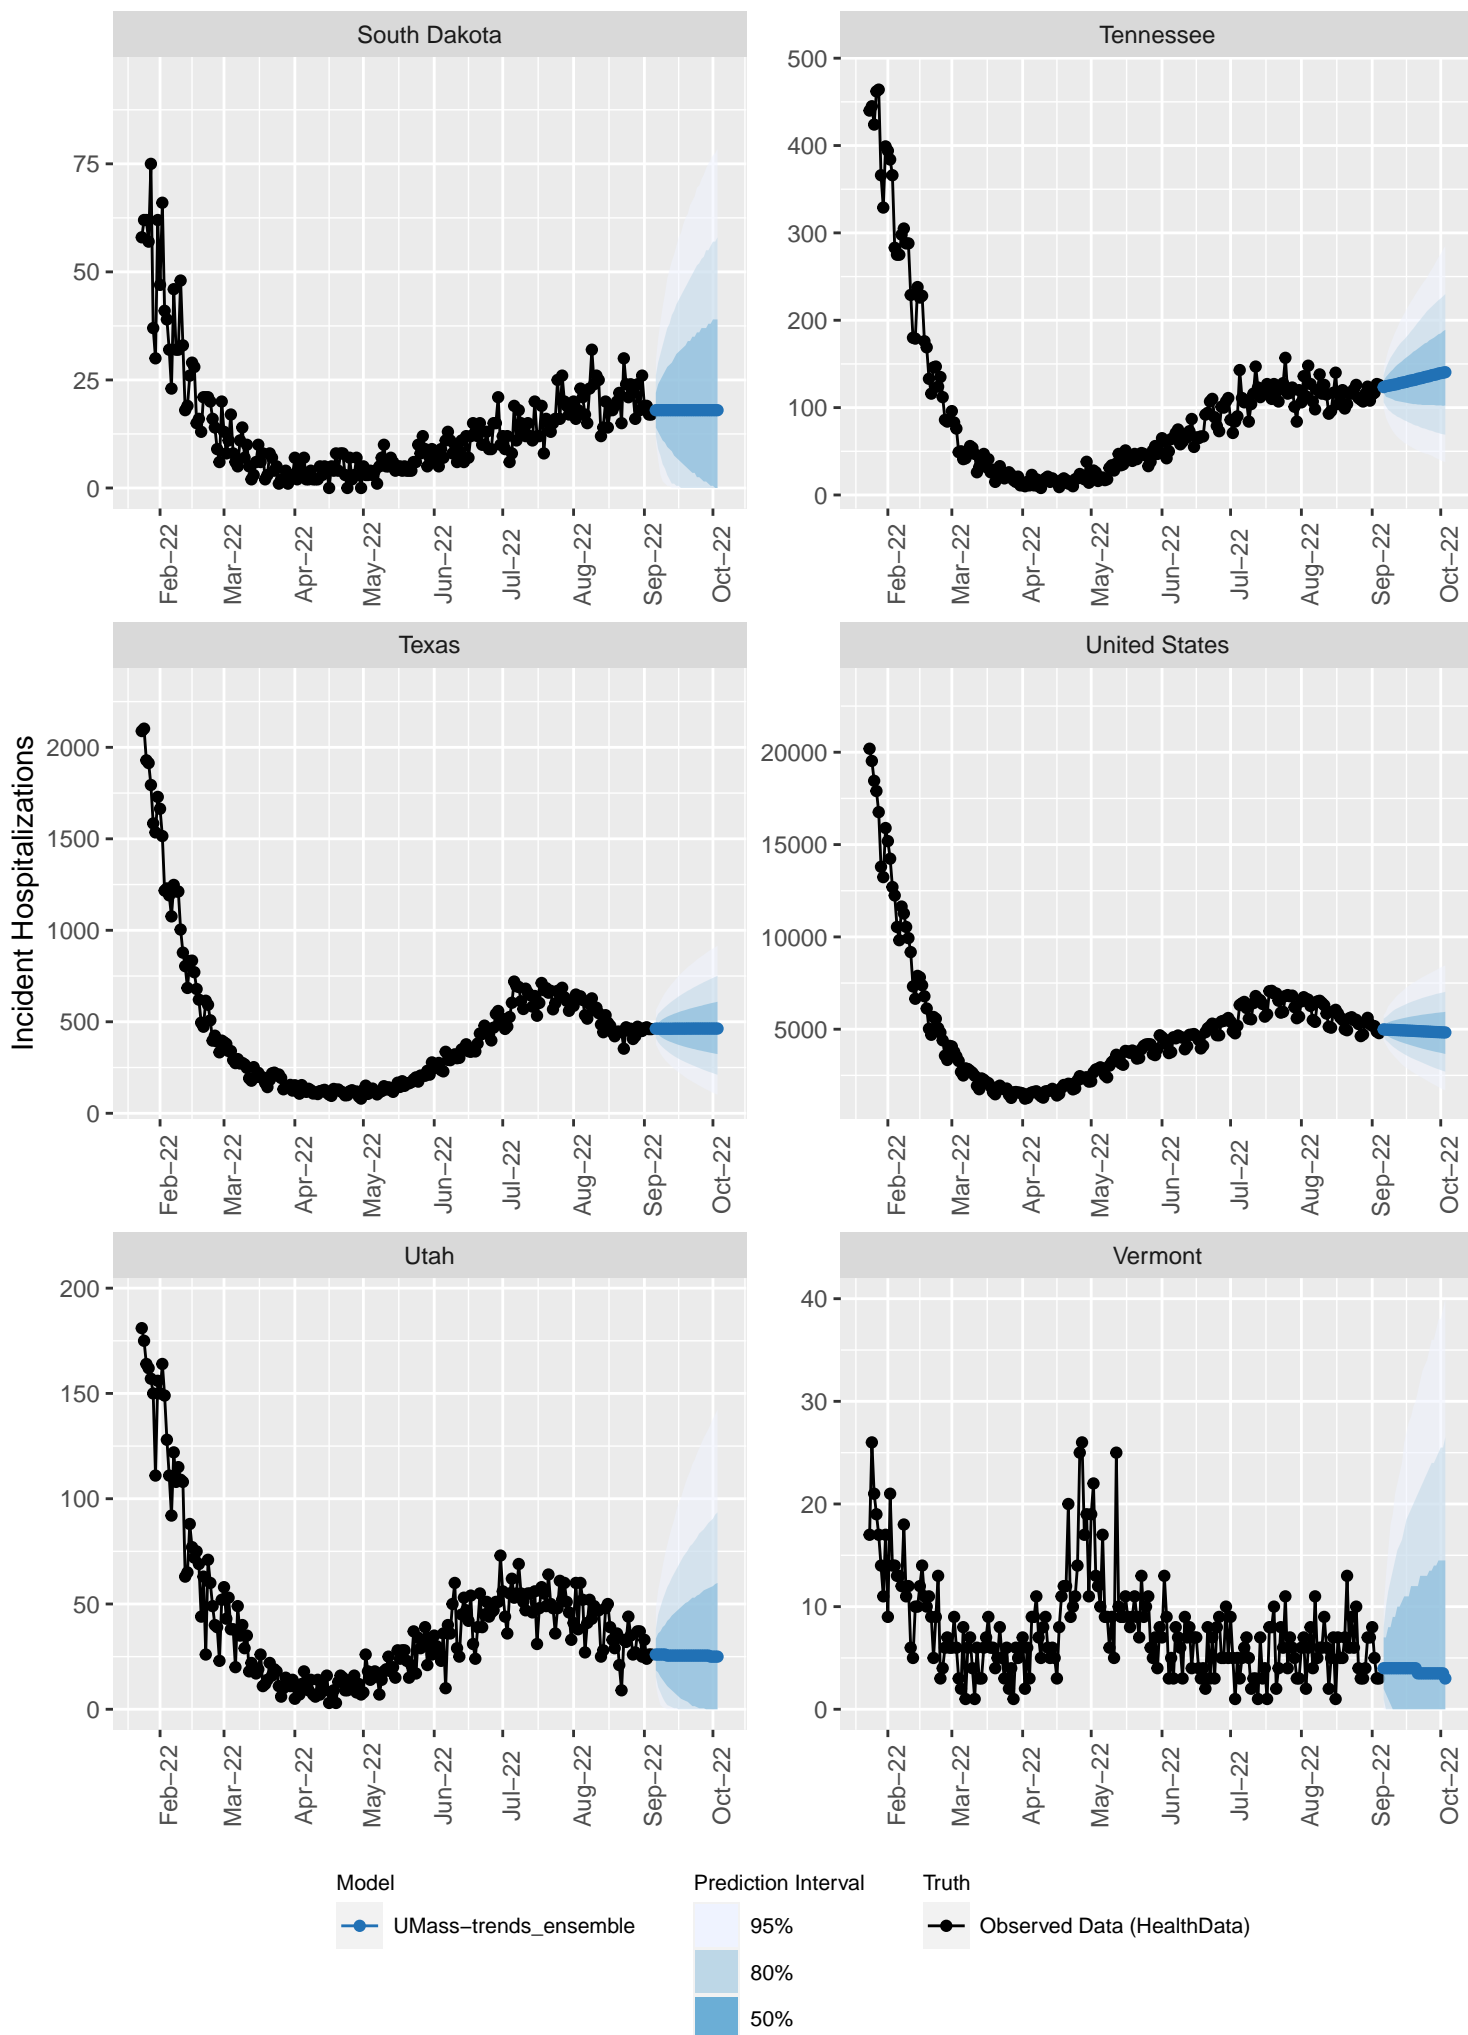 South Dakota
Tennessee
75
50
25
0
500
400
300
200
100
0
Feb−22
Mar−22
Apr−22
May−22
Jun−22
Jul−22
Aug−22
Sep−22
Oct−22
Feb−22
Mar−22
Apr−22
May−22
Jun−22
Jul−22
Aug−22
Sep−22
Oct−22
Incident Hospitalizations
Texas
United States
2000
1500
1000
500
0
20000
15000
10000
5000
Feb−22
Mar−22
Apr−22
May−22
Jun−22
Jul−22
Aug−22
Sep−22
Oct−22
Feb−22
Mar−22
Apr−22
May−22
Jun−22
Jul−22
Aug−22
Sep−22
Oct−22
Utah
Vermont
200
150
100
50
0
40
30
20
10
0
Feb−22
Mar−22
Apr−22
May−22
Jun−22
Jul−22
Aug−22
Sep−22
Oct−22
Feb−22
Mar−22
Apr−22
May−22
Jun−22
Jul−22
Aug−22
Sep−22
Oct−22
Model
UMass−trends_ensemble
Prediction Interval
95%
80%
50%
Truth
Observed Data (HealthData)